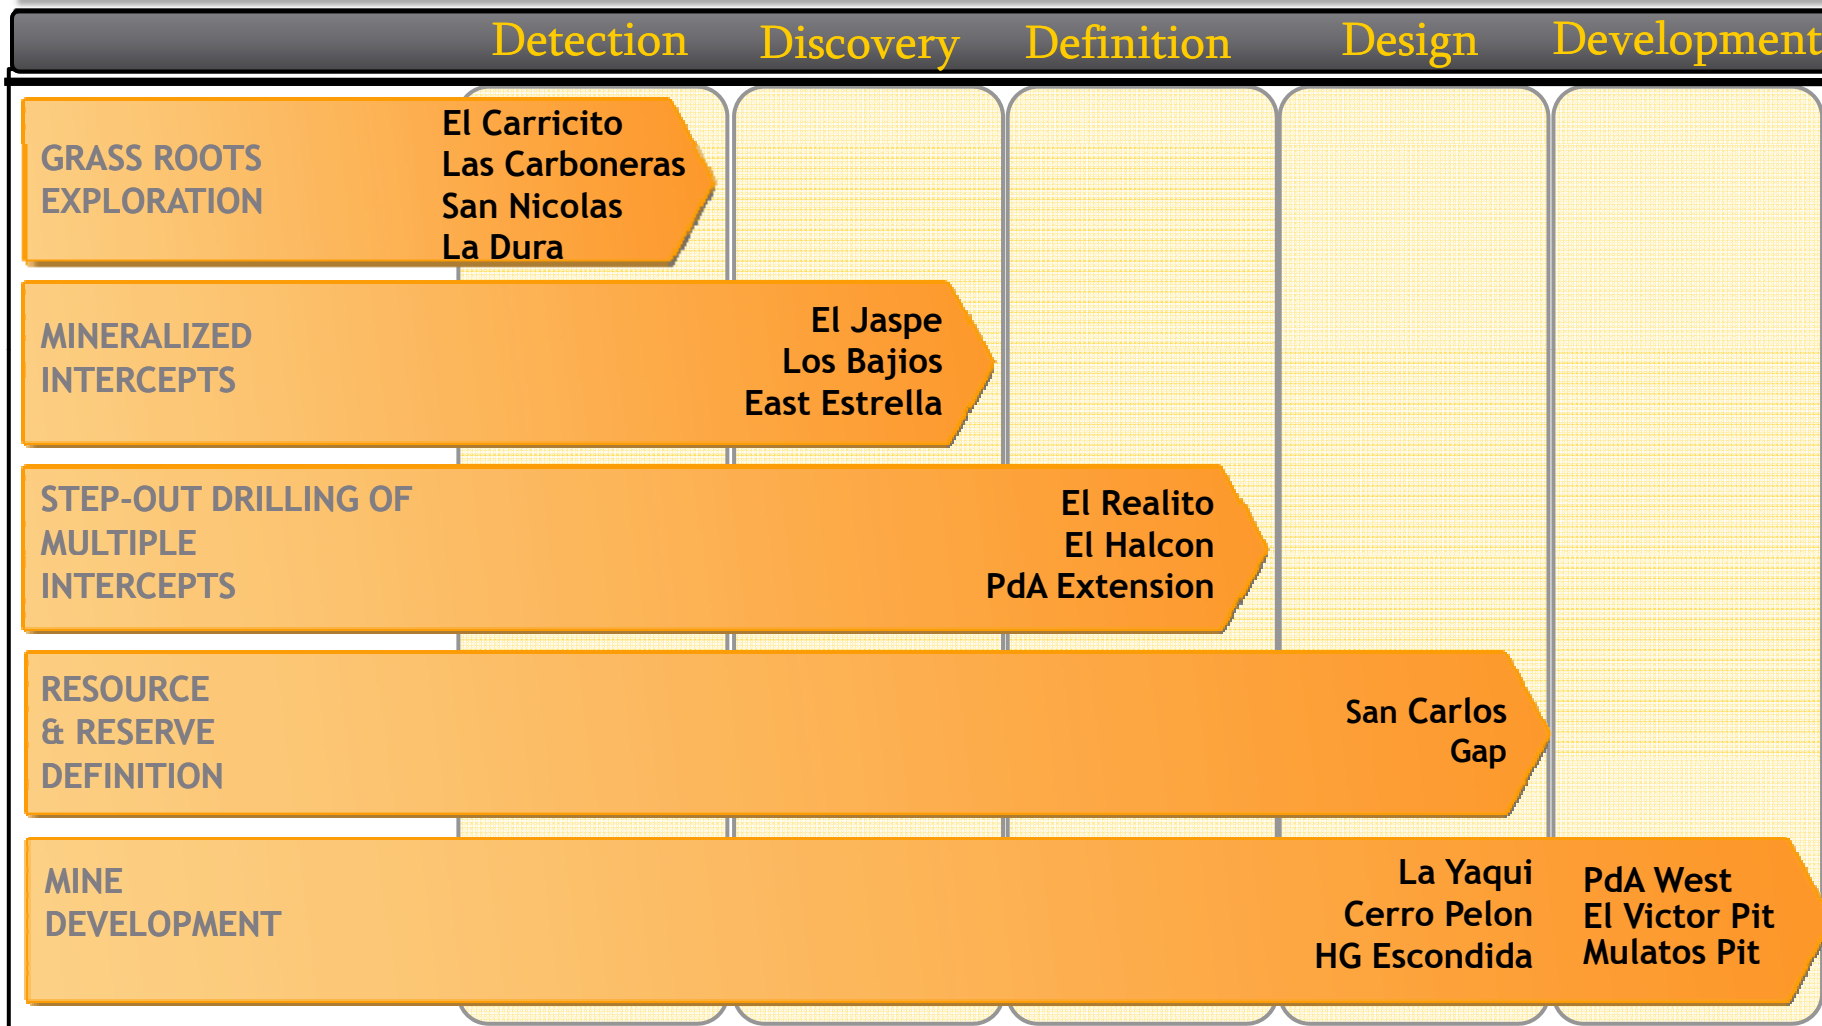 Detection Discovery Definition Design Development
GRASS ROOTS
EXPLORATION
El Carricito
Las Carboneras
San Nicolas
La Dura
MINERALIZED
INTERCEPTS
El Jaspe
Los Bajios
East Estrella
STEP-OUT DRILLING OF
MULTIPLE
INTERCEPTS
El Realito
El Halcon
PdA Extension
RESOURCE
& RESERVE
DEFINITION
San Carlos
Gap
MINE
DEVELOPMENT
La Yaqui
Cerro Pelon
HG Escondida
PdA West
El Victor Pit
Mulatos Pit